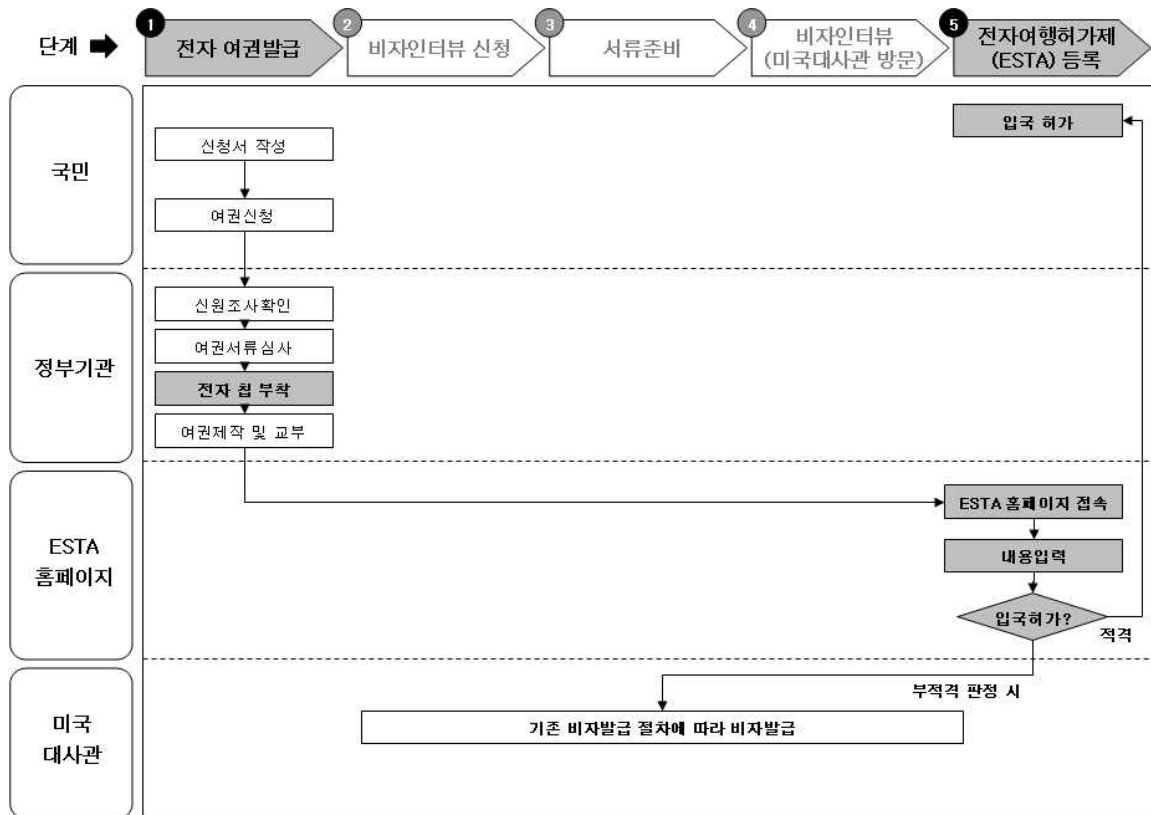 단계
1
전자 여권발급
2
비자인터뷰 신청
3
서류준비
4
비자인터뷰
(미국대사관 방문)
5
전자여행허가제
(ESTA) 등록
국민
신청서 작성
여권신청
입국 허가
정부기관
신원조사확인
여권서류심사
전자 칩 부착
여권제작 및 교부
ESTA
홈페이지
ESTA 홈페이지 접속
내용입력
입국허가?
적격
부적격 판정 시
미국
대사관
기존 비자발급 절차에 따라 비자발급